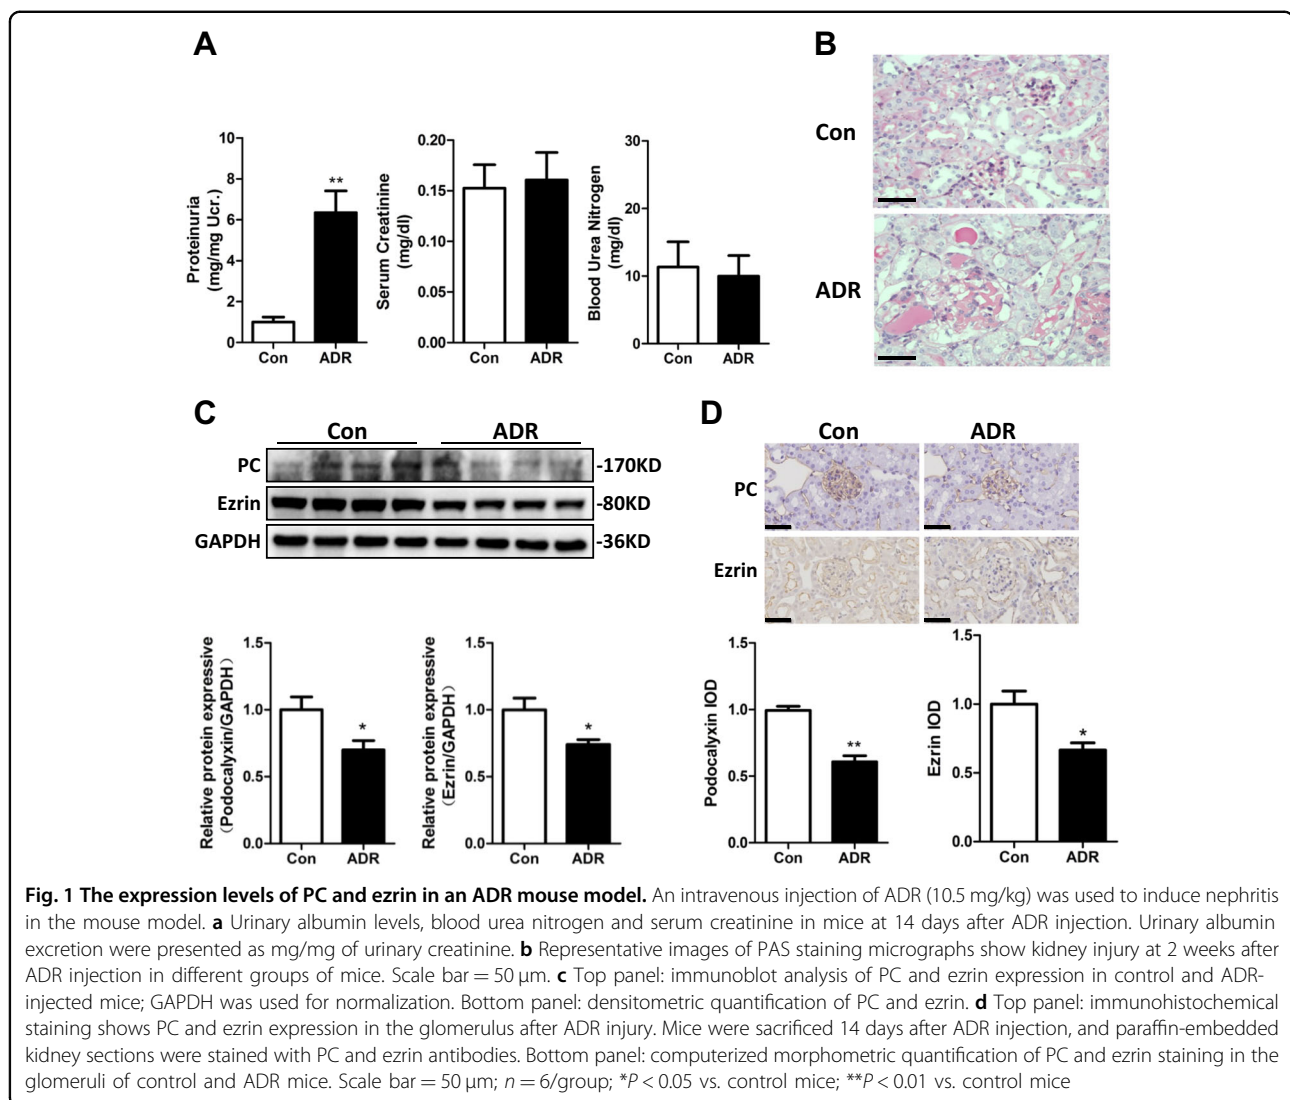 A
B
Proteinuria
(mg/mg Ucr.)
10
8
6
4
2
0
**
Con
ADR
Serum Creatinine
(mg/dl)
0.20
0.15
0.10
0.05
0.00
Con
ADR
Blood Urea Nitrogen
(mg/dl)
30
20
10
0
Con
ADR
Con
ADR
C
Con ADR
PC -170KD
Ezrin -80KD
GAPDH -36KD
Relative protein expressive
(Podocalyxin/GAPDH)
1.5
1.0
0.5
0.0
*
Con
ADR
Relative protein expressive
(Ezrin/GAPDH)
1.5
1.0
0.5
0.0
*
Con
ADR
D
Con ADR
PC
Ezrin
Podocalyxin IOD
1.5
1.0
0.5
0.0
**
Con
ADR
Ezrin IOD
1.5
1.0
0.5
0.0
*
Con
ADR
Fig. 1 The expression levels of PC and ezrin in an ADR mouse model. An intravenous injection of ADR (10.5 mg/kg) was used to induce nephritis
in the mouse model. a Urinary albumin levels, blood urea nitrogen and serum creatinine in mice at 14 days after ADR injection. Urinary albumin
excretion were presented as mg/mg of urinary creatinine. b Representative images of PAS staining micrographs show kidney injury at 2 weeks after
ADR injection in different groups of mice. Scale bar = 50 μm. c Top panel: immunoblot analysis of PC and ezrin expression in control and ADR-
injected mice; GAPDH was used for normalization. Bottom panel: densitometric quantification of PC and ezrin. d Top panel: immunohistochemical
staining shows PC and ezrin expression in the glomerulus after ADR injury. Mice were sacrificed 14 days after ADR injection, and paraffin-embedded
kidney sections were stained with PC and ezrin antibodies. Bottom panel: computerized morphometric quantification of PC and ezrin staining in the
glomeruli of control and ADR mice. Scale bar = 50 μm; n = 6/group; *P < 0.05 vs. control mice; **P < 0.01 vs. control mice